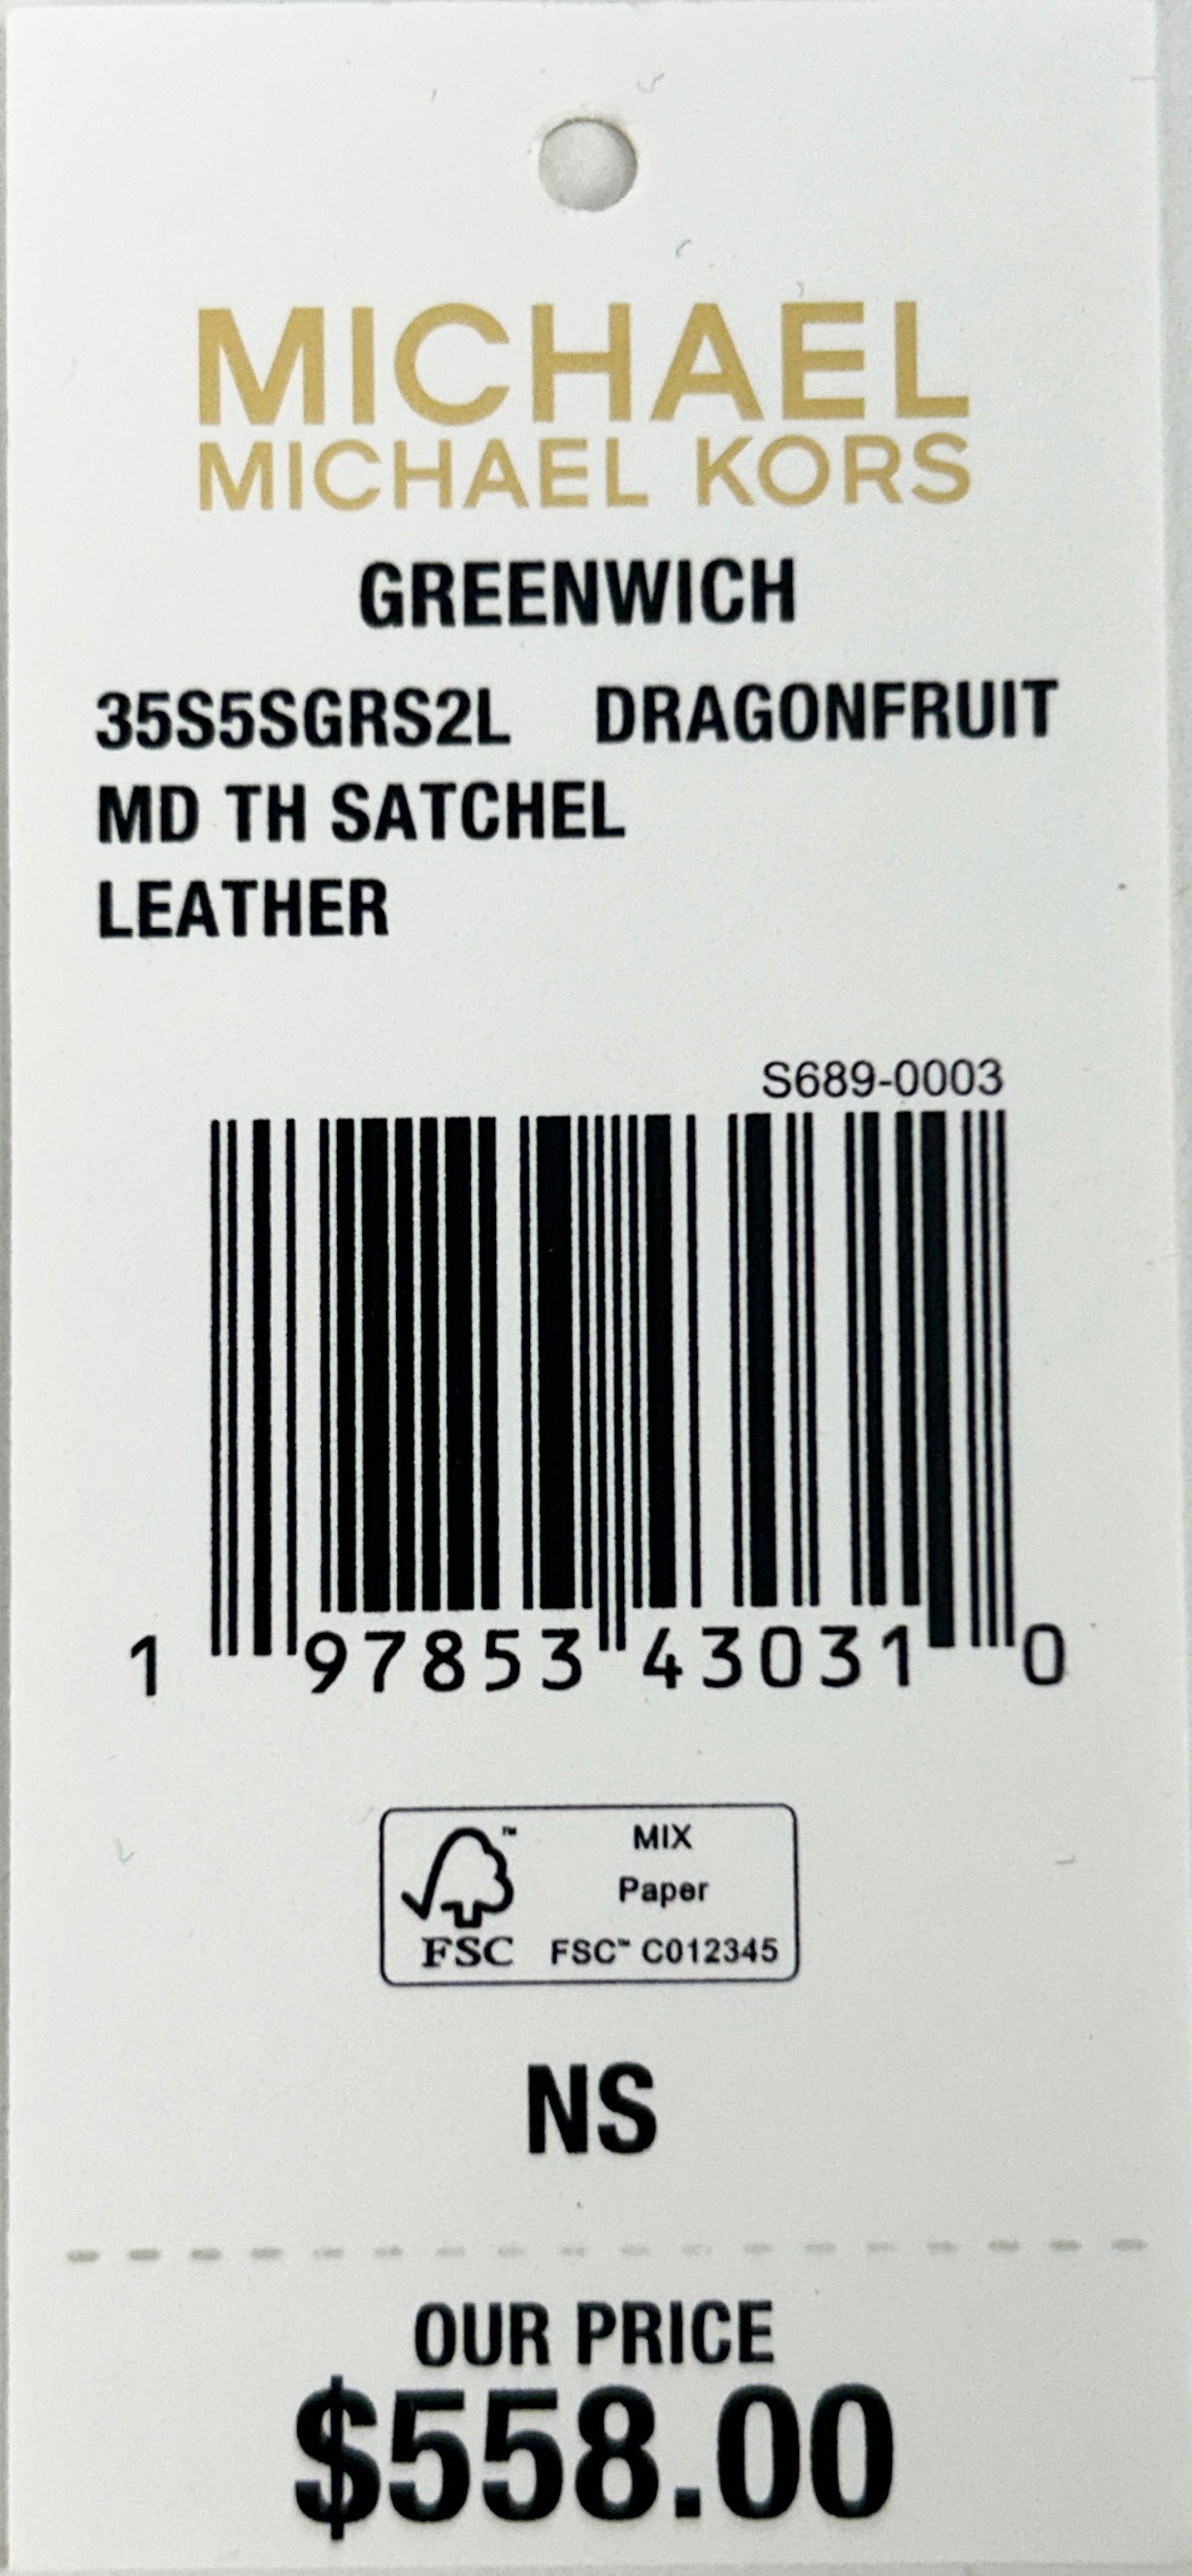 MICHAEL
MICHAEL KORS
GREENWICH
35S5SGRS2L DRAGONFRUIT
MD TH SATCHEL
LEATHER
S689-0003
1 97853 43031 0
™ MIX
Paper
FSC FSC™ C012345
NS
OUR PRICE
$558.00